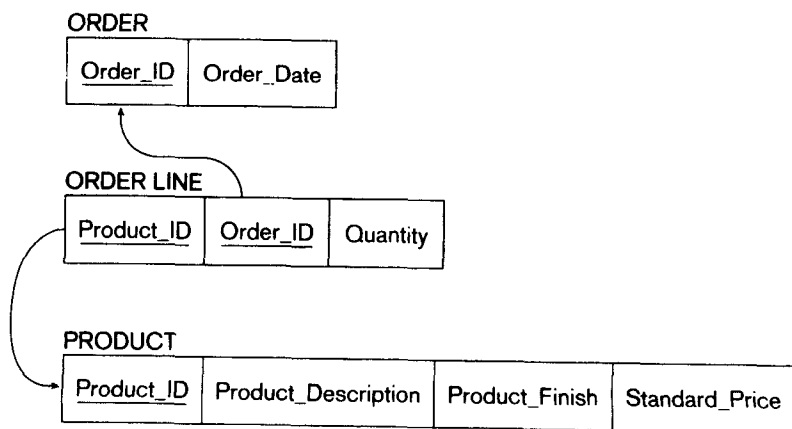 ORDER
Order_ID Order_Date
ORDER LINE
Product_ID Order_ID Quantity
PRODUCT
Product_ID Product_Description Product_Finish Standard_Price